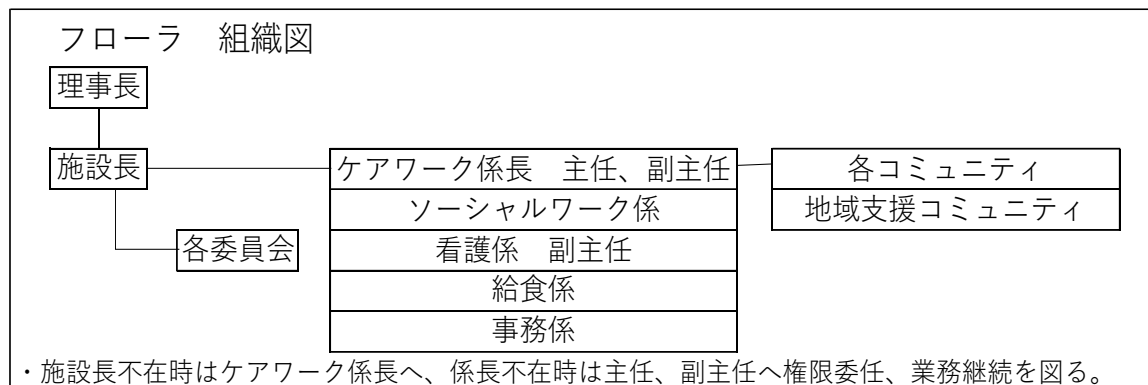 フローラ　組織図
理事長
施設長
ケアワーク係長　主任、副主任
各コミュニティ
ソーシャルワーク係
地域支援コミュニティ
各委員会
看護係　副主任
給食係
事務係
・施設長不在時はケアワーク係長へ、係長不在時は主任、副主任へ権限委任、業務継続を図る。